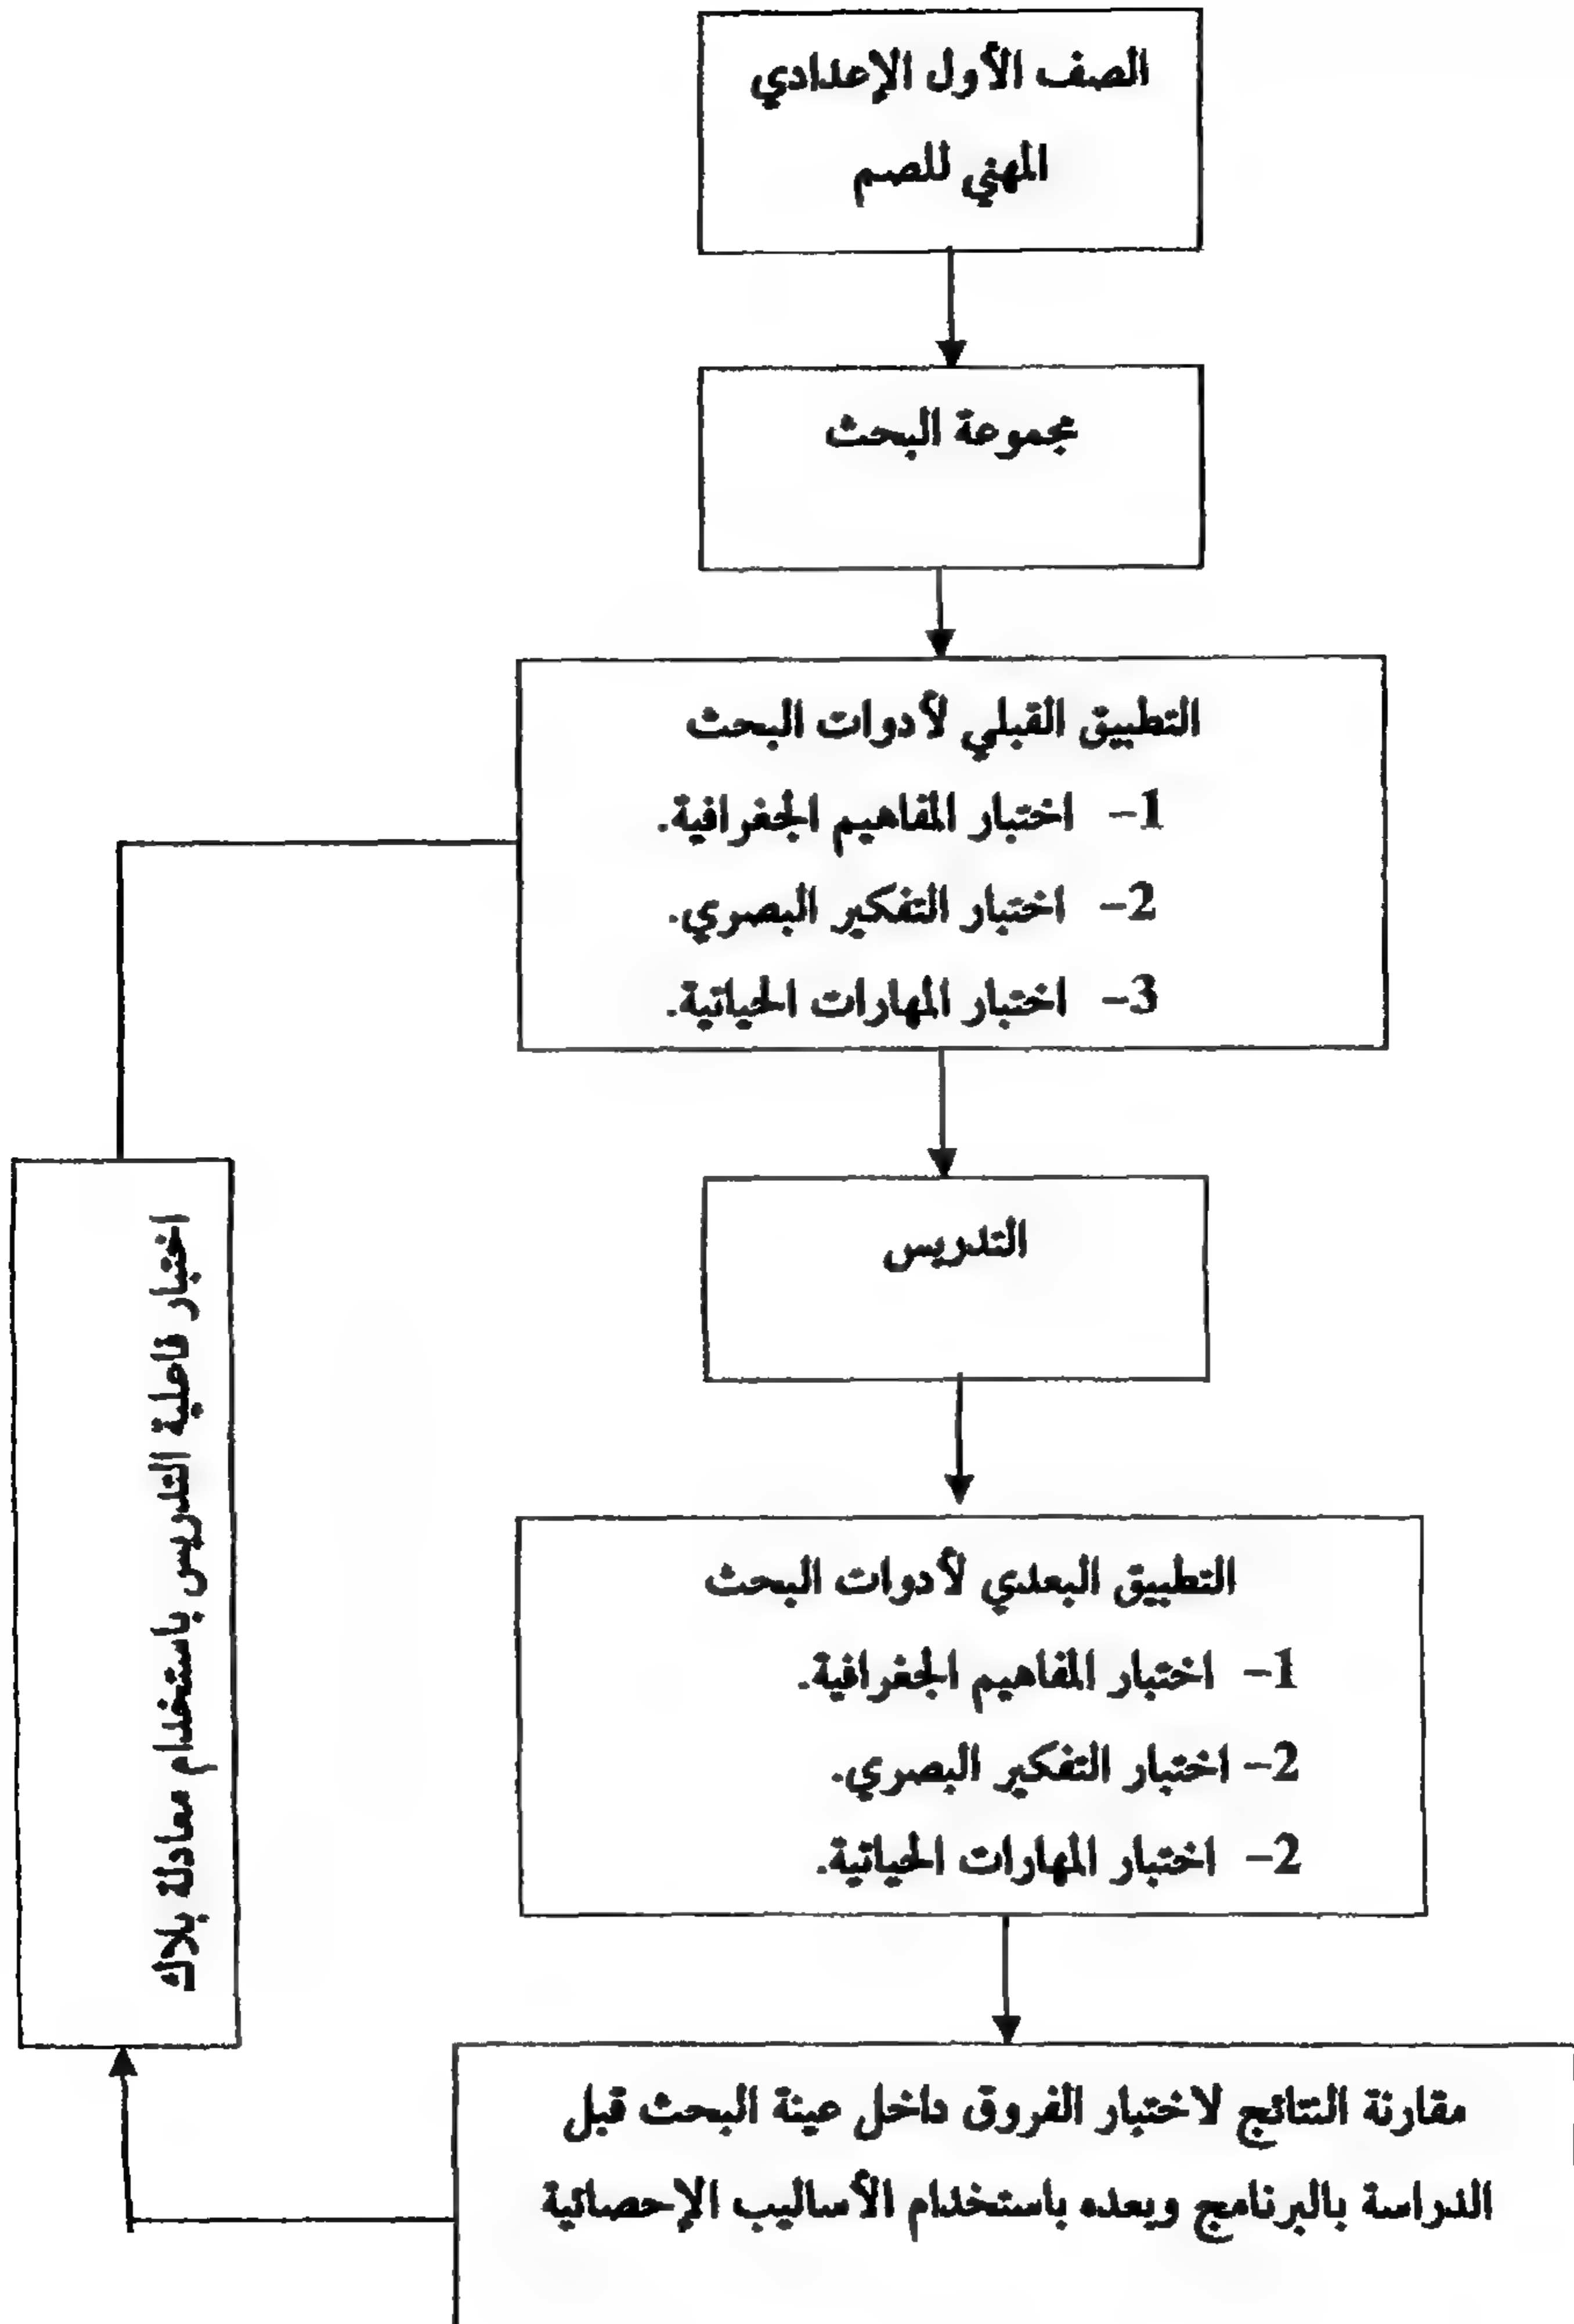 الصف الأول الإعدادي
المهني للصم
مجموعة البحث
التطبيق القبلي لأدوات البحث
1- اختبار المفاهيم الجغرافية.
2- اختبار التفكير البصري.
3- اختبار المهارات الحياتية.
التدريس
اختبار فاعلية التدريس باستخدام معادلة بلاك
التطبيق البعدي لأدوات البحث
1- اختبار المفاهيم الجغرافية.
2- اختبار التفكير البصري.
2- اختبار المهارات الحياتية.
مقارنة النتائج لاختبار الفروق داخل عينة البحث قبل
الدراسة بالبرنامج وبعده باستخدام الأساليب الإحصائية